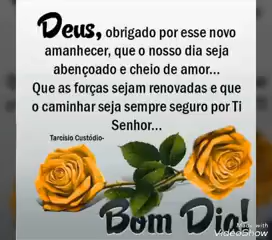 Deus, obrigado por esse novo
amanhecer, que o nosso dia seja
abençoado e cheio de amor...
Que as forças sejam renovadas e que
o caminhar seja sempre seguro por Ti
Senhor...
Tarcísio Custódio-
Bom Dia!
Made with
VideoShow